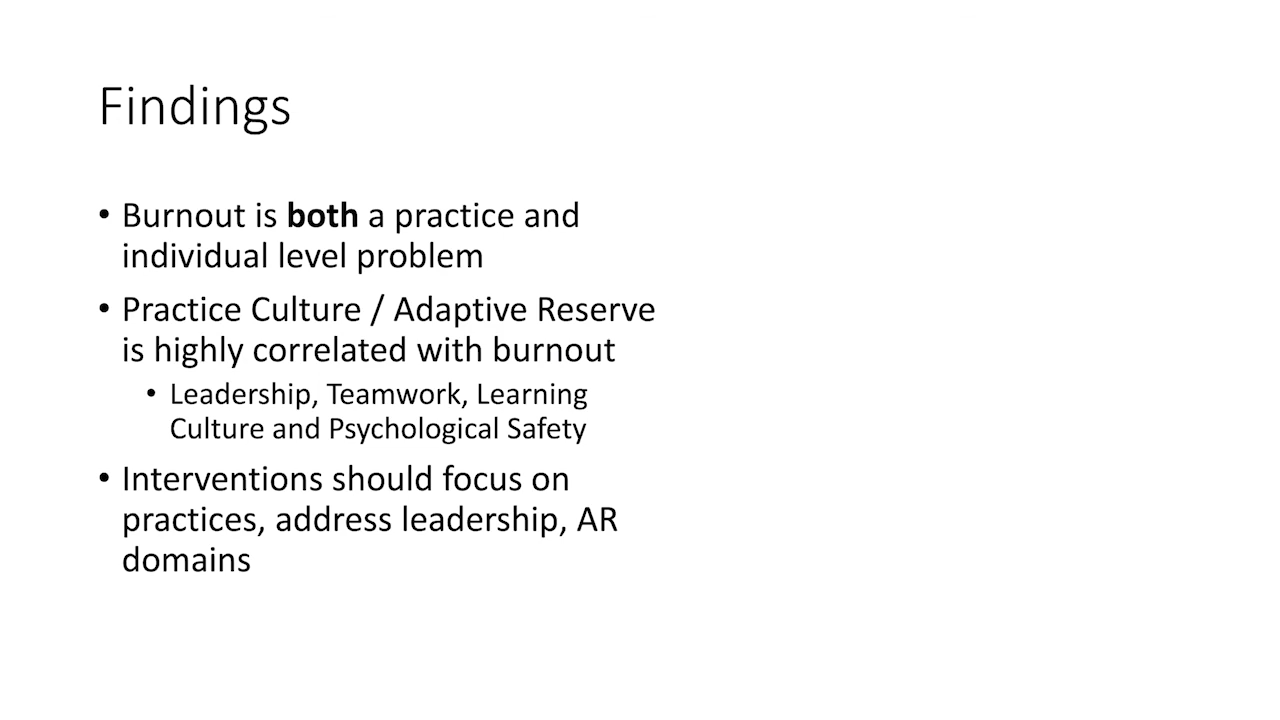 Findings
• Burnout is both a practice and
individual level problem
• Practice Culture / Adaptive Reserve
is highly correlated with burnout
• Leadership, Teamwork, Learning
Culture and Psychological Safety
• Interventions should focus on
practices, address leadership, AR
domains